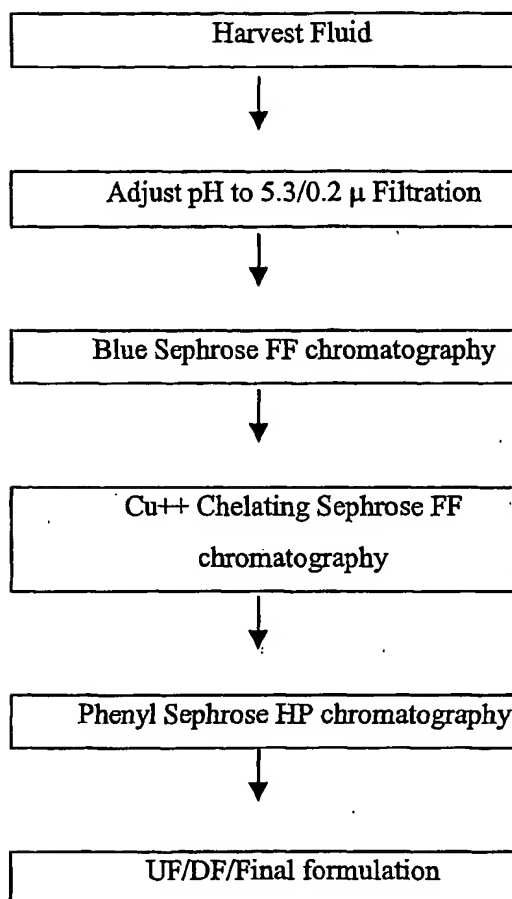 Harvest Fluid
Adjust pH to 5.3/0.2 μ Filtration
Blue Sephrose FF chromatography
Cu++ Chelating Sephrose FF
chromatography
Phenyl Sephrose HP chromatography
UF/DF/Final formulation